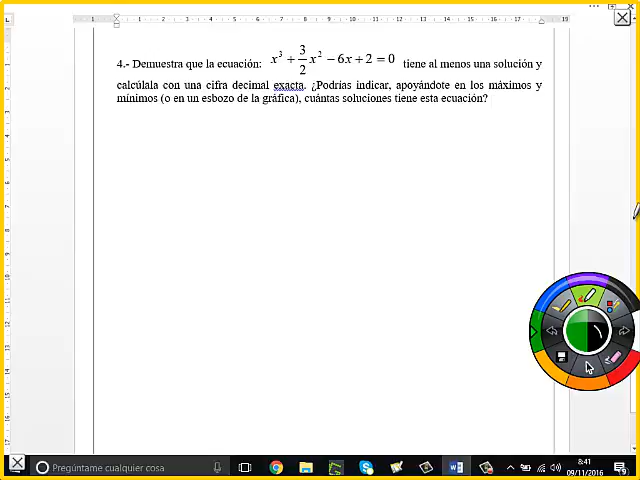 4.- Demuestra que la ecuación: x³ + 3/2 x² − 6x + 2 = 0 tiene al menos una solución y
calcúlala con una cifra decimal exacta. ¿Podrías indicar, apoyándote en los máximos y
mínimos (o en un esbozo de la gráfica), cuántas soluciones tiene esta ecuación?
Pregúntame cualquier cosa
8:41
09/11/2016